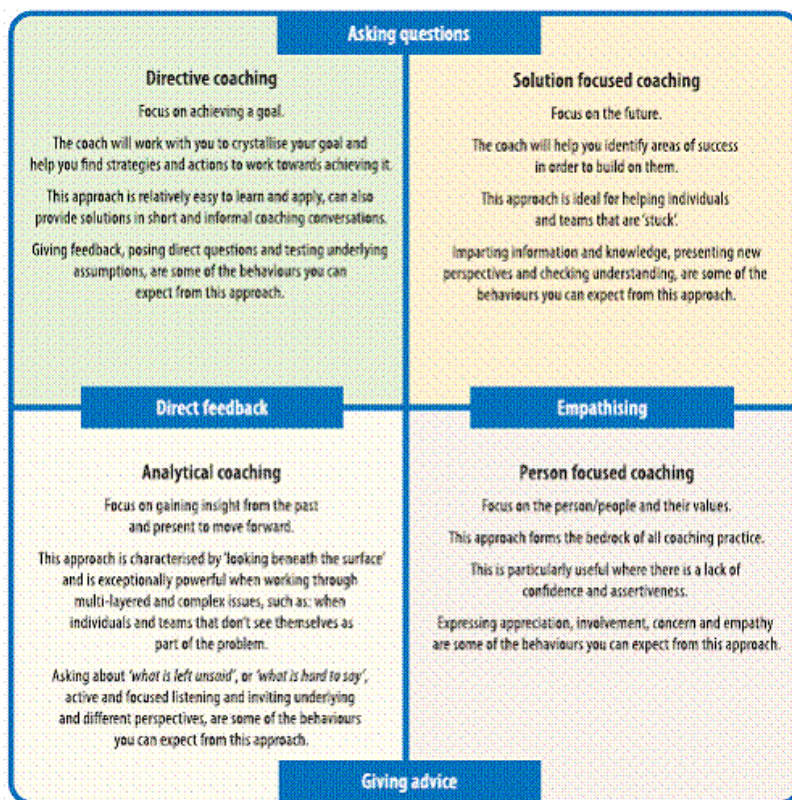 Asking questions
Directive coaching
Focus on achieving a goal.
The coach will work with you to crystallise your goal and
help you find strategies and actions to work towards achieving it.
This approach is relatively easy to learn and apply, can also
provide solutions in short and informal coaching conversations.
Giving feedback, posing direct questions and testing underlying
assumptions, are some of the behaviours you can
expect from this approach.
Solution focused coaching
Focus on the future.
The coach will help you identify areas of success
in order to build on them.
This approach is ideal for helping individuals
and teams that are ‘stuck’.
Imparting information and knowledge, presenting new
perspectives and checking understanding, are some of the
behaviours you can expect from this approach.
Direct feedback
Empathising
Analytical coaching
Focus on gaining insight from the past
and present to move forward.
This approach is characterised by ‘looking beneath the surface’
and is exceptionally powerful when working through
multi-layered and complex issues, such as: when
individuals and teams that don’t see themselves as
part of the problem.
Asking about ‘what is left unsaid’, or ‘what is hard to say’,
active and focused listening and inviting underlying
and different perspectives, are some of the behaviours
you can expect from this approach.
Person focused coaching
Focus on the person/people and their values.
This approach forms the bedrock of all coaching practice.
This is particularly useful where there is a lack of
confidence and assertiveness.
Expressing appreciation, involvement, concern and empathy
are some of the behaviours you can expect from this approach.
Giving advice